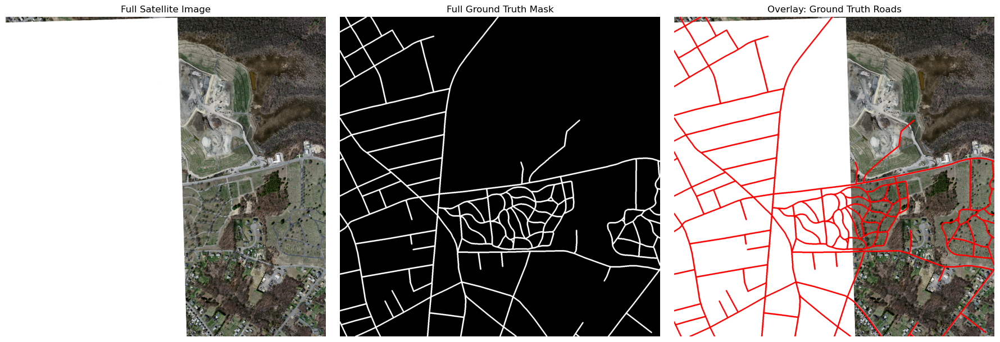 Full Satellite Image
Full Ground Truth Mask
Overlay: Ground Truth Roads